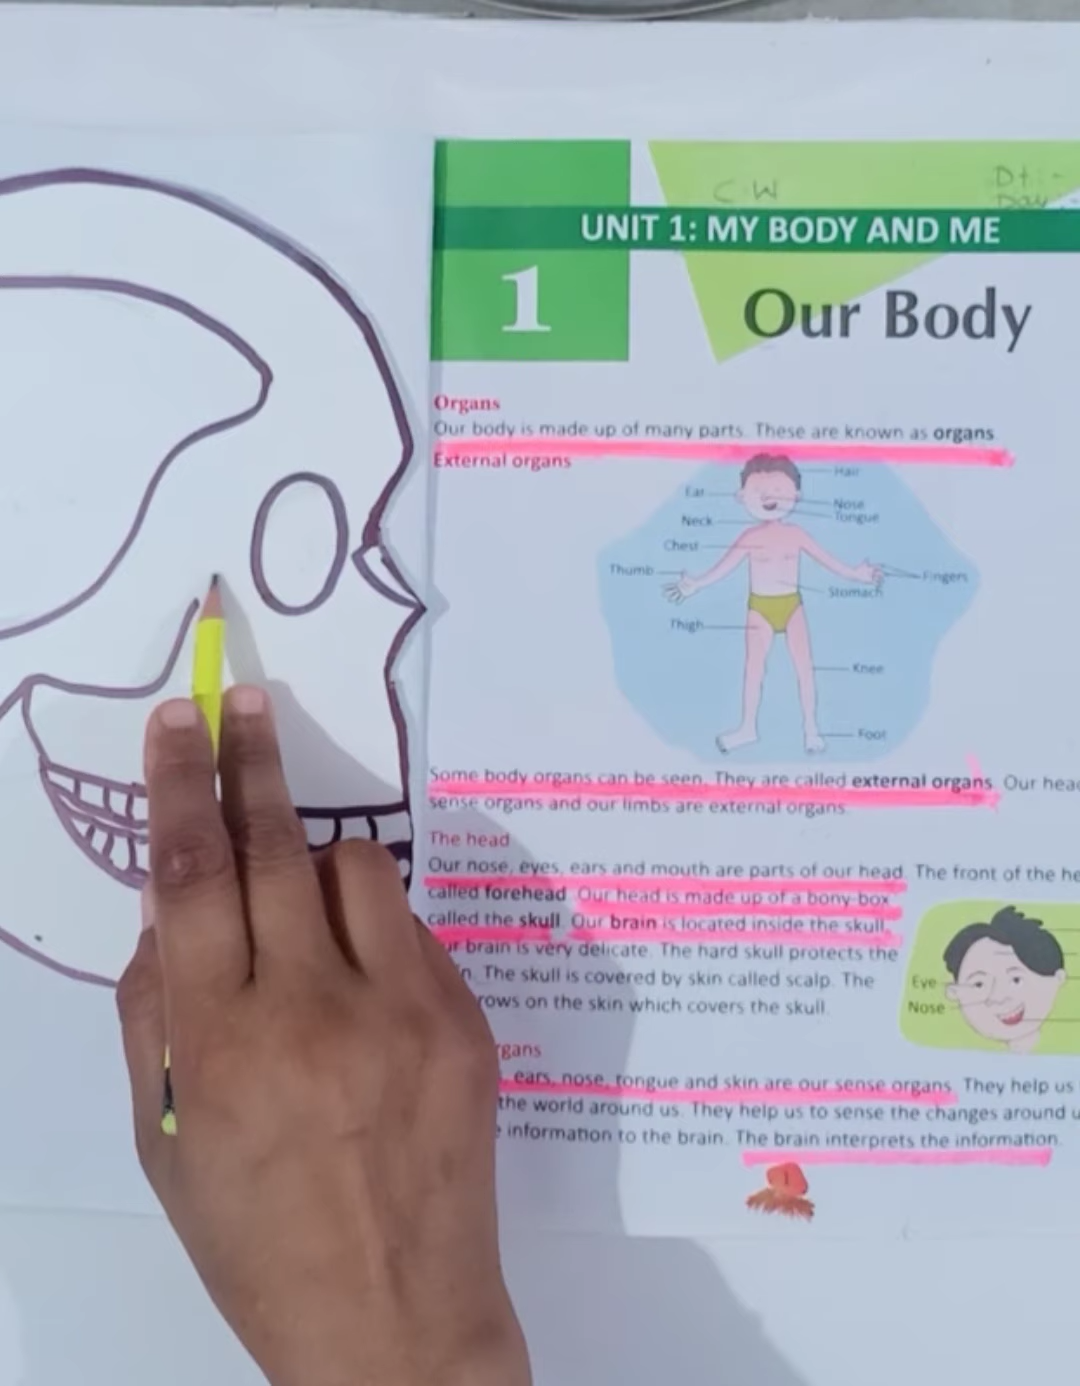 C.W
Dt:-
Day:-
UNIT 1: MY BODY AND ME
1
Our Body
Organs
Our body is made up of many parts. These are known as organs
External organs
Hair
Ear
Nose
Neck
Tongue
Chest
Thumb
Fingers
Stomach
Thigh
Knee
Foot
Some body organs can be seen. They are called external organs. Our head
sense organs and our limbs are external organs.
The head
Our nose, eyes, ears and mouth are parts of our head. The front of the he
called forehead. Our head is made up of a bony box
called the skull. Our brain is located inside the skull.
ur brain is very delicate. The hard skull protects the
n. The skull is covered by skin called scalp. The
rows on the skin which covers the skull.
Eye
Nose
rgans
, ears, nose, tongue and skin are our sense organs. They help us
the world around us. They help us to sense the changes around u
e information to the brain. The brain interprets the information.
1